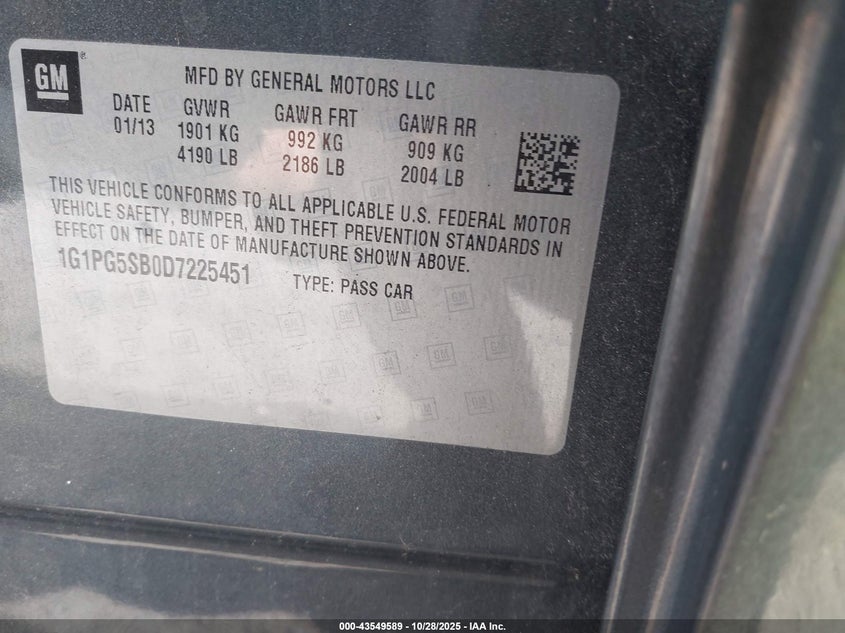 GM
MFD BY GENERAL MOTORS LLC
DATE GVWR GAWR FRT GAWR RR
01/13 1901 KG 992 KG 909 KG
4190 LB 2186 LB 2004 LB
THIS VEHICLE CONFORMS TO ALL APPLICABLE U.S. FEDERAL MOTOR
VEHICLE SAFETY, BUMPER, AND THEFT PREVENTION STANDARDS IN
EFFECT ON THE DATE OF MANUFACTURE SHOWN ABOVE.
1G1PG5SB0D7225451 TYPE: PASS CAR
000-43549589 | 10/28/2025 | IAA Inc.